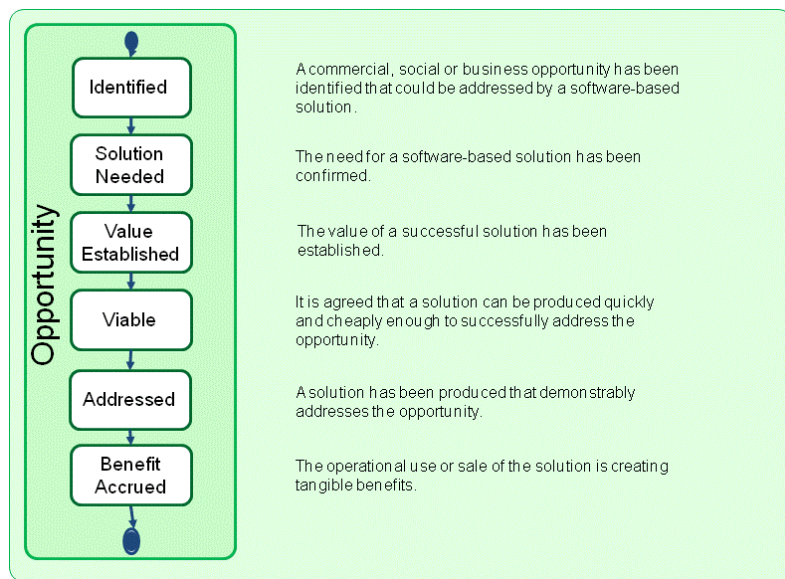 Opportunity
Identified
A commercial, social or business opportunity has been
identified that could be addressed by a software-based
solution.
Solution
Needed
The need for a software-based solution has been
confirmed.
Value
Established
The value of a successful solution has been
established.
Viable
It is agreed that a solution can be produced quickly
and cheaply enough to successfully address the
opportunity.
Addressed
A solution has been produced that demonstrably
addresses the opportunity.
Benefit
Accrued
The operational use or sale of the solution is creating
tangible benefits.